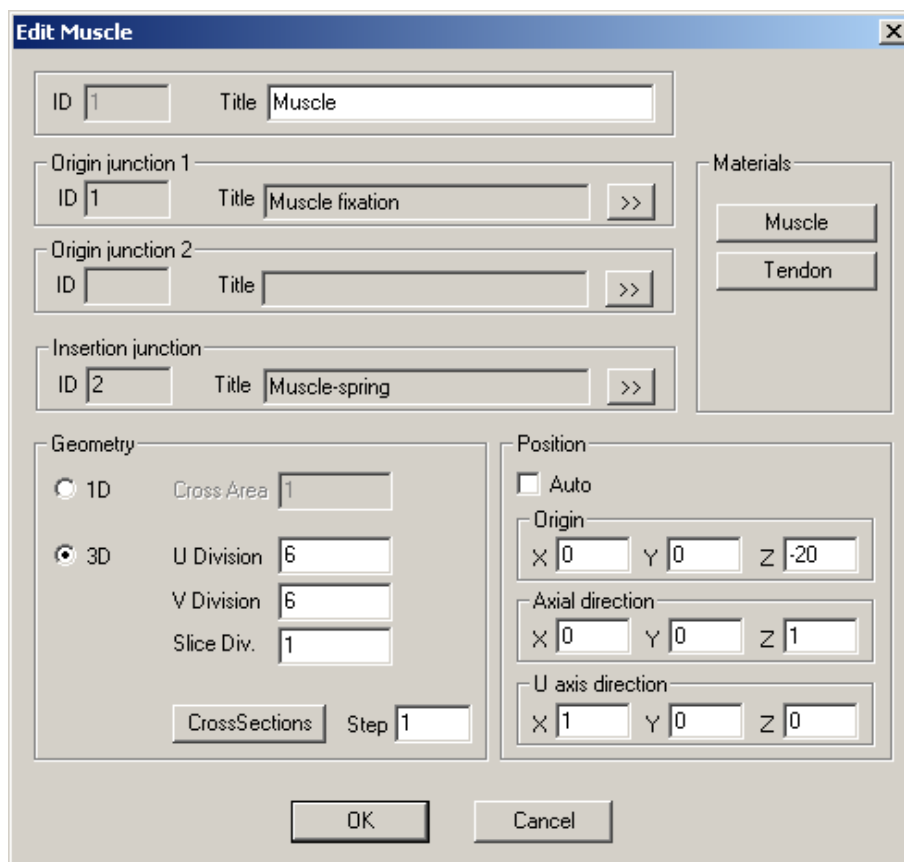 Edit Muscle
ID 1 Title Muscle
Origin junction 1
ID 1 Title Muscle fixation >>
Origin junction 2
ID Title >>
Insertion junction
ID 2 Title Muscle-spring >>
Materials
Muscle
Tendon
Geometry
1D Cross Area 1
3D U Division 6
V Division 6
Slice Div. 1
CrossSections Step 1
Position
Auto
Origin
X 0 Y 0 Z -20
Axial direction
X 0 Y 0 Z 1
U axis direction
X 1 Y 0 Z 0
OK Cancel